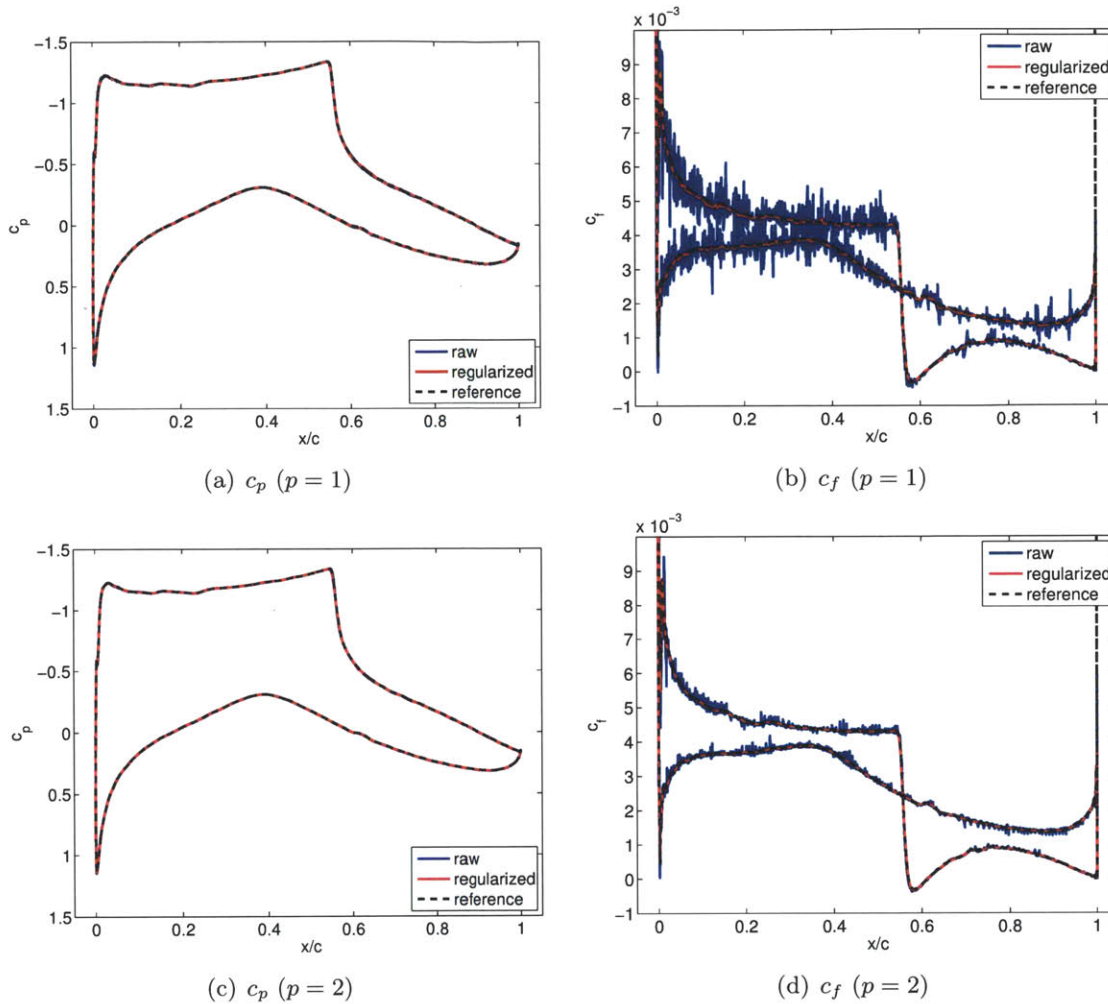 −1.5
−1
−0.5
0
0.5
1
1.5
c_p
0 0.2 0.4 0.6 0.8 1
x/c
raw
regularized
reference
(a) c_p (p = 1)
x 10^−3
9
8
7
6
5
4
3
2
1
0
−1
c_f
0 0.2 0.4 0.6 0.8 1
x/c
raw
regularized
reference
(b) c_f (p = 1)
−1.5
−1
−0.5
0
0.5
1
1.5
c_p
0 0.2 0.4 0.6 0.8 1
x/c
raw
regularized
reference
(c) c_p (p = 2)
x 10^−3
9
8
7
6
5
4
3
2
1
0
−1
c_f
0 0.2 0.4 0.6 0.8 1
x/c
raw
regularized
reference
(d) c_f (p = 2)